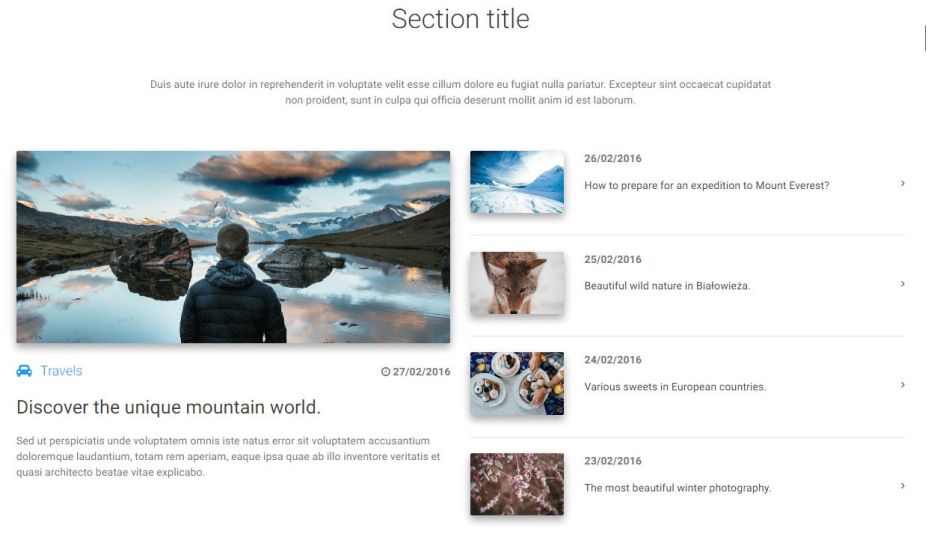 Section title
Duis aute irure dolor in reprehenderit in voluptate velit esse cillum dolore eu fugiat nulla pariatur. Excepteur sint occaecat cupidatat
non proident, sunt in culpa qui officia deserunt mollit anim id est laborum.
Travels
27/02/2016
Discover the unique mountain world.
Sed ut perspiciatis unde voluptatem omnis iste natus error sit voluptatem accusantium
doloremque laudantium, totam rem aperiam, eaque ipsa quae ab illo inventore veritatis et
quasi architecto beatae vitae explicabo.
26/02/2016
How to prepare for an expedition to Mount Everest?
25/02/2016
Beautiful wild nature in Białowieża.
24/02/2016
Various sweets in European countries.
23/02/2016
The most beautiful winter photography.